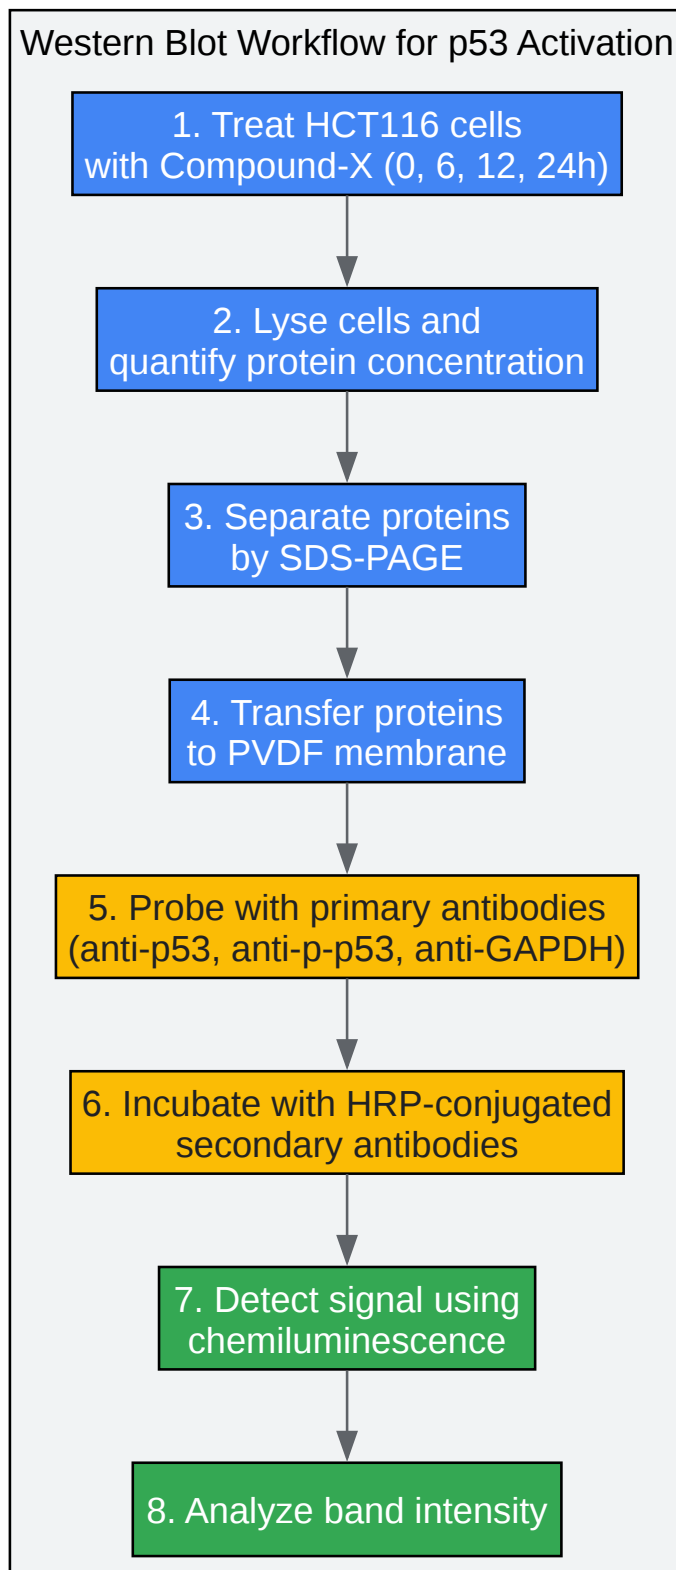 Western Blot Workflow for p53 Activation
1. Treat HCT116 cells
with Compound-X (0, 6, 12, 24h)
2. Lyse cells and
quantify protein concentration
3. Separate proteins
by SDS-PAGE
4. Transfer proteins
to PVDF membrane
5. Probe with primary antibodies
(anti-p53, anti-p-p53, anti-GAPDH)
6. Incubate with HRP-conjugated
secondary antibodies
7. Detect signal using
chemiluminescence
8. Analyze band intensity